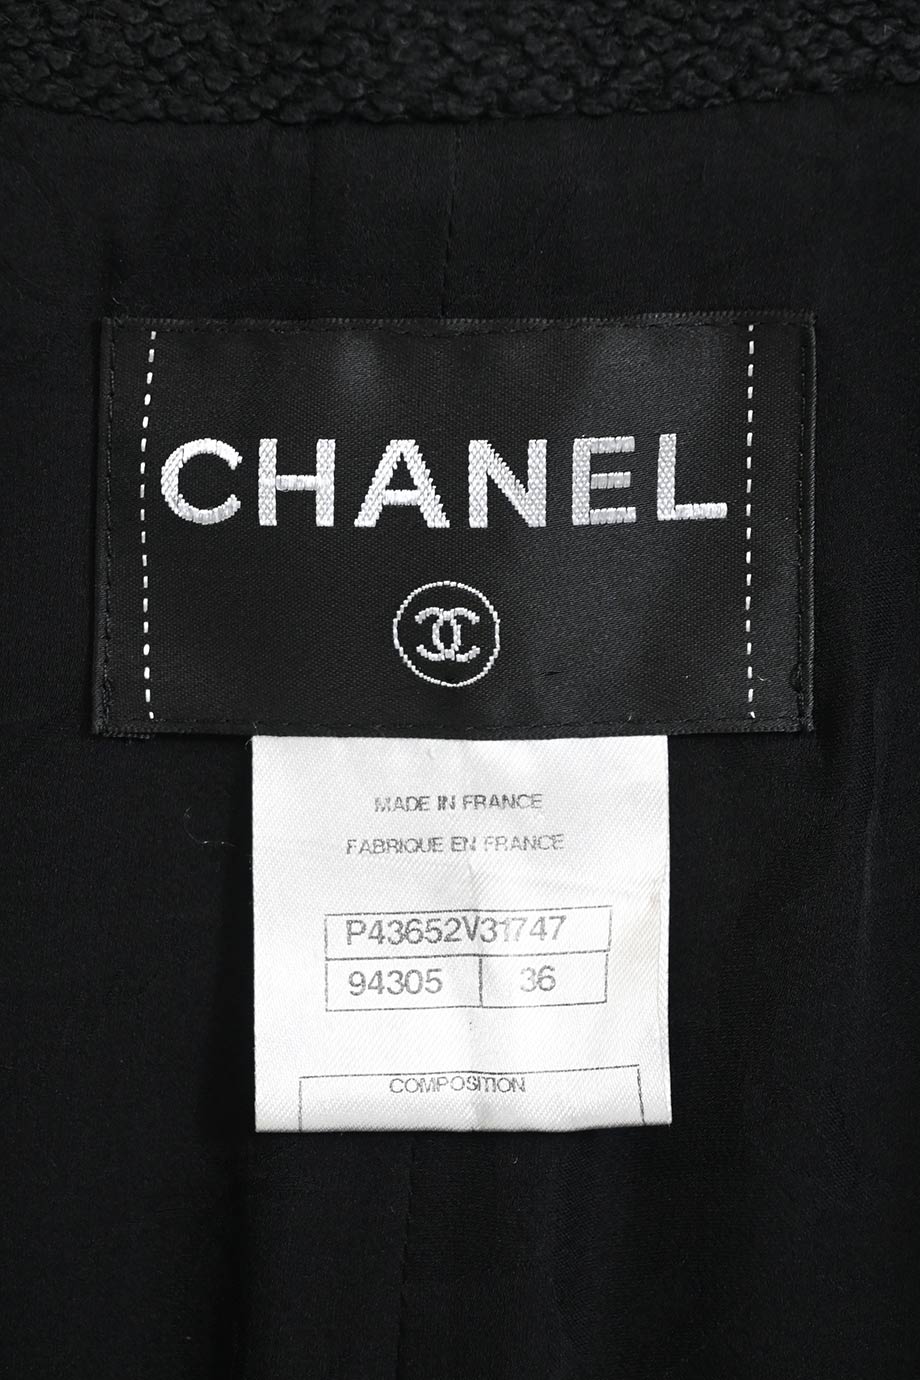 CHANEL
MADE IN FRANCE
FABRIQUE EN FRANCE
P43652V31747
94305 36
COMPOSITION